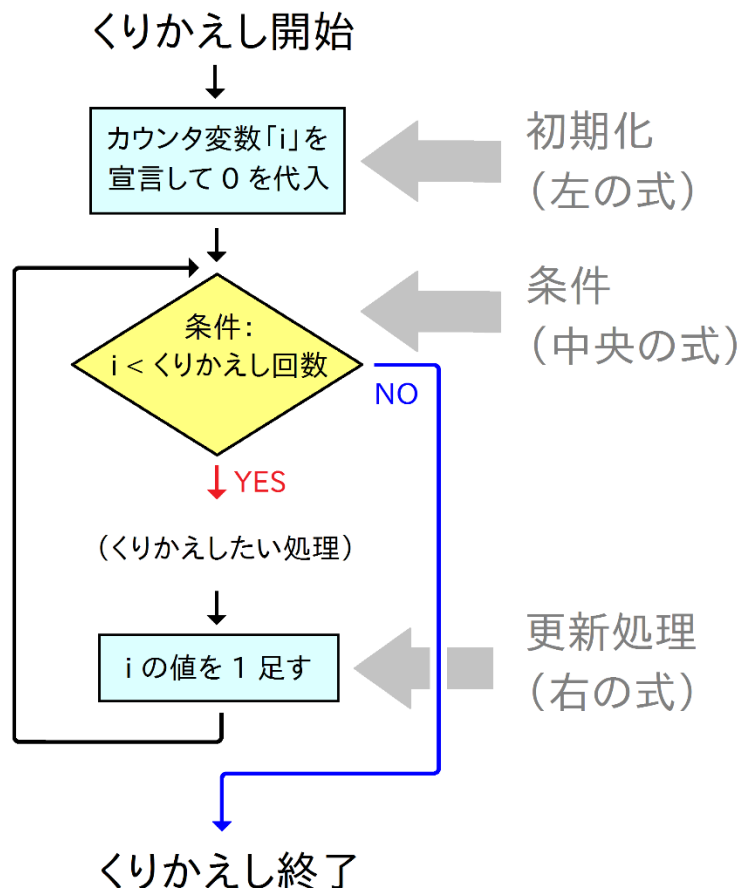 くりかえし開始
カウンタ変数「i」を
宣言して 0 を代入
初期化
(左の式)
条件:
i < くりかえし回数
条件
(中央の式)
NO
YES
(くりかえしたい処理)
i の値を 1 足す
更新処理
(右の式)
くりかえし終了